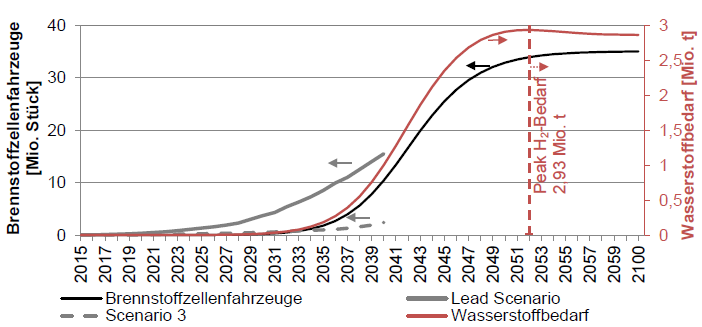 Brennstoffzellenfahrzeuge
[Mio. Stück]
40
30
20
10
0
3
2,5
2
1,5
1
0,5
0
Wasserstoffbedarf [Mio. t]
Peak H₂-Bedarf
2,93 Mio. t
2015 2017 2019 2021 2023 2025 2027 2029 2031 2033 2035 2037 2039 2041 2043 2045 2047 2049 2051 2053 2055 2057 2059 2100
Brennstoffzellenfahrzeuge
Lead Scenario
Scenario 3
Wasserstoffbedarf